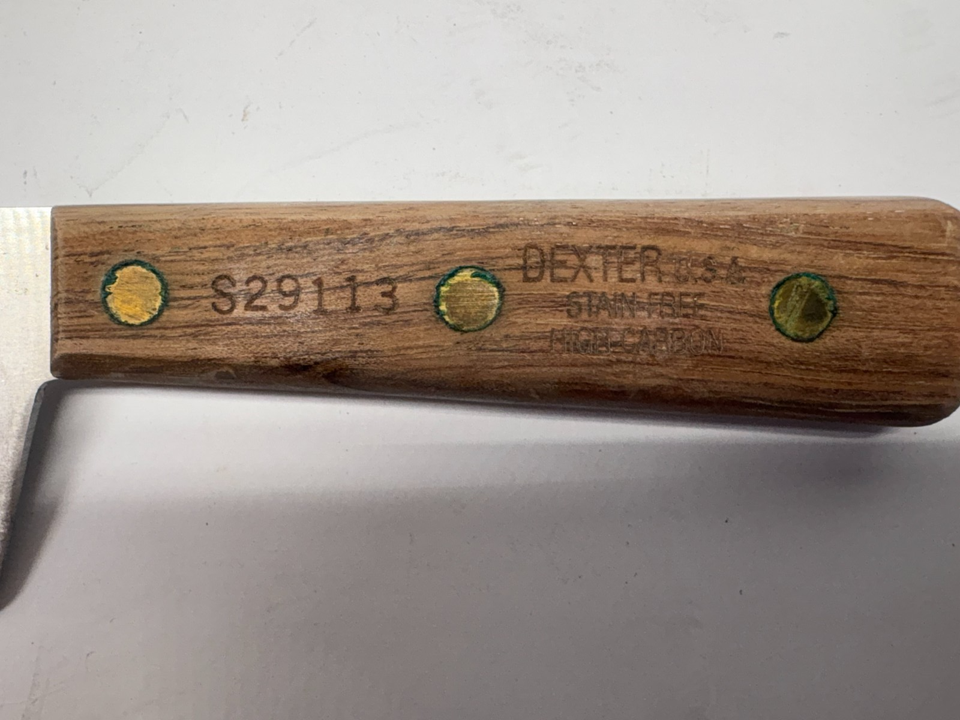 S29113
DEXTER U.S.A.
STAIN-FREE
HIGH-CARBON